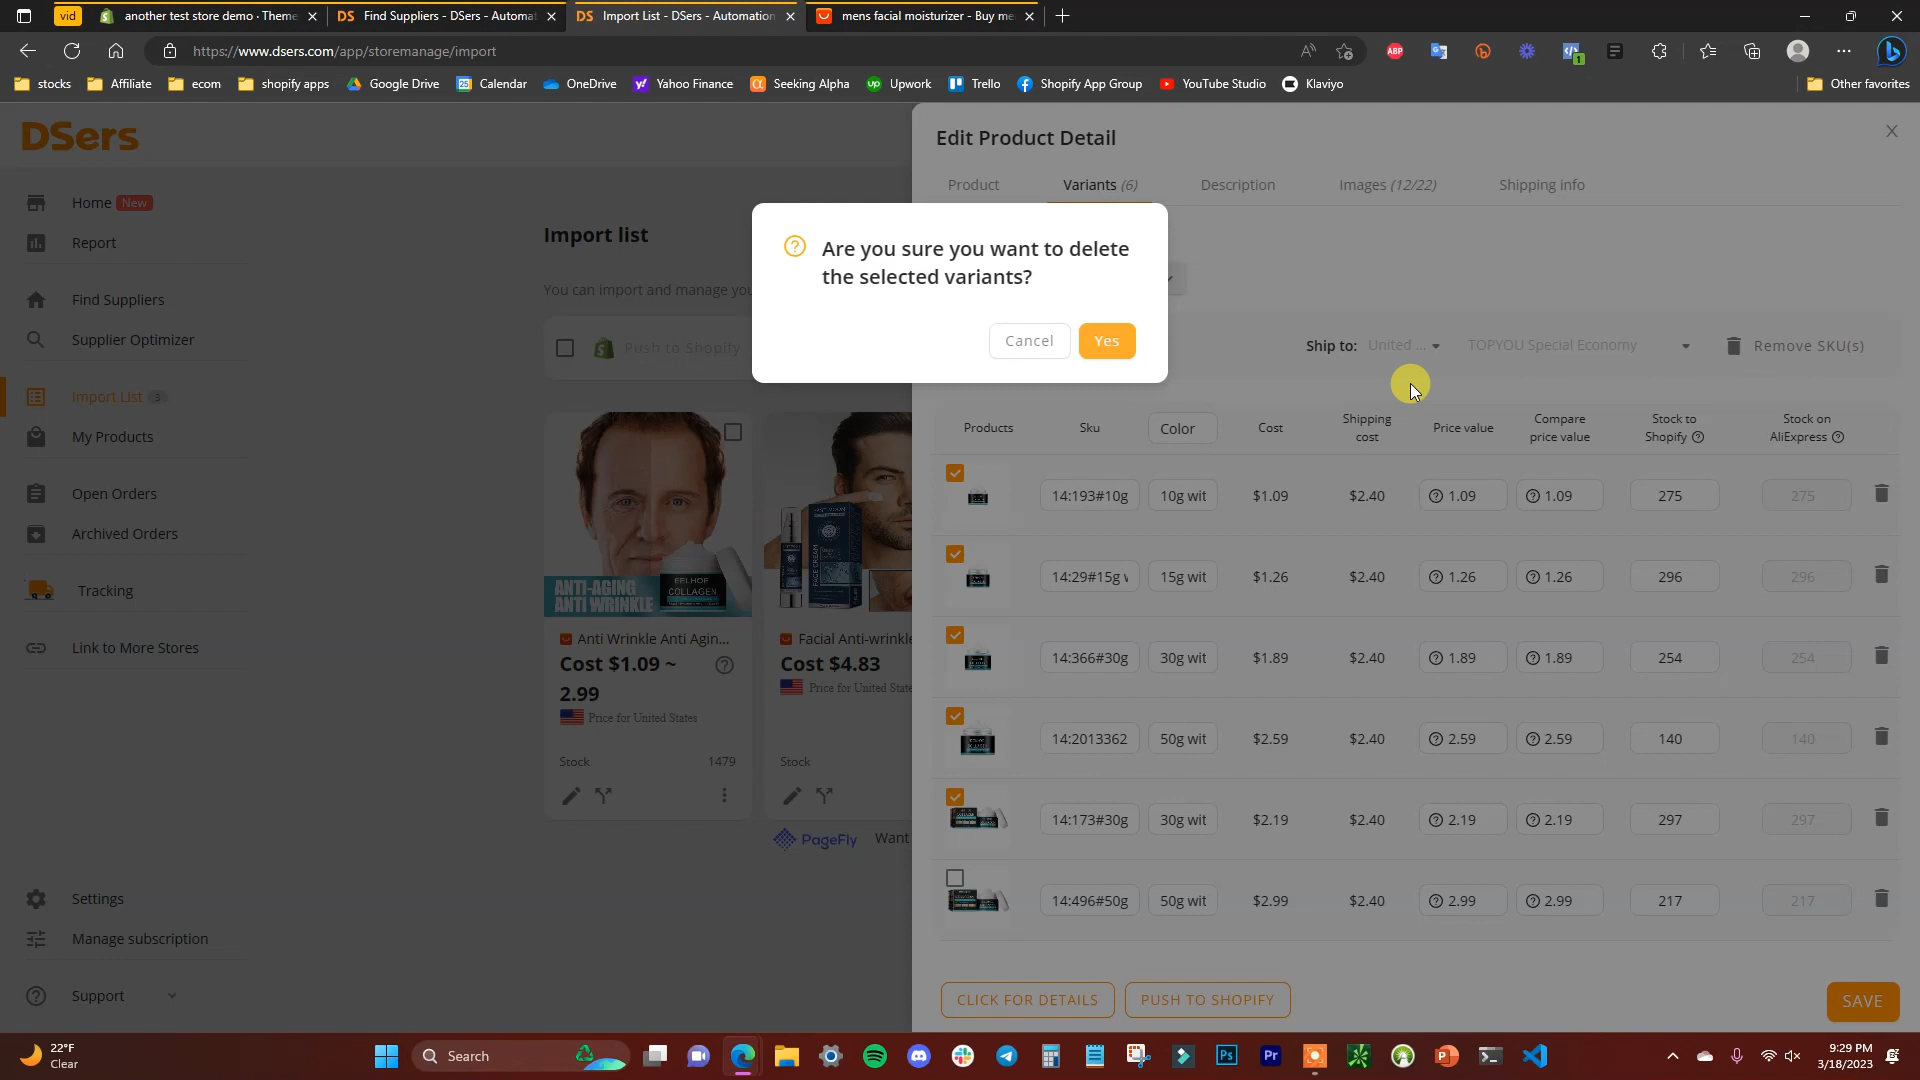 vid
another test store demo · Theme
DS Find Suppliers - DSers - Automat
DS Import List - DSers - Automation
mens facial moisturizer - Buy me
https://www.dsers.com/app/storemanage/import
ABP
1
stocks
Affiliate
ecom
shopify apps
Google Drive
25 Calendar
OneDrive
Yahoo Finance
Seeking Alpha
up Upwork
Trello
Shopify App Group
YouTube Studio
Klaviyo
Other favorites
DSers
Home New
Report
Find Suppliers
Supplier Optimizer
Import List 3
My Products
Open Orders
Archived Orders
Tracking
Link to More Stores
Settings
Manage subscription
Support
Import list
You can import and manage you
Push to Shopify
EELHOE
COLLAGEN
ANTI-AGING
ANTI WRINKLE
FACE CREAM
Anti Wrinkle Anti Agin...
Cost $1.09 ~
2.99
Price for United States
Stock 1479
Facial Anti-wrinkle
Cost $4.83
Price for United State
Stock
PageFly Want
Edit Product Detail
Product
Variants (6)
Description
Images (12/22)
Shipping info
Are you sure you want to delete
the selected variants?
Cancel
Yes
Ship to: United ... TOPYOU Special Economy Remove SKU(s)
Products Sku Color Cost Shipping cost Price value Compare price value Stock to Shopify Stock on AliExpress
14:193#10g 10g wit $1.09 $2.40 1.09 1.09 275 275
14:29#15g w 15g wit $1.26 $2.40 1.26 1.26 296 296
14:366#30g 30g wit $1.89 $2.40 1.89 1.89 254 254
14:2013362 50g wit $2.59 $2.40 2.59 2.59 140 140
14:173#30g 30g wit $2.19 $2.40 2.19 2.19 297 297
14:496#50g 50g wit $2.99 $2.40 2.99 2.99 217 217
CLICK FOR DETAILS
PUSH TO SHOPIFY
SAVE
22°F
Clear
Search
Ps
Pr
9:29 PM
3/18/2023